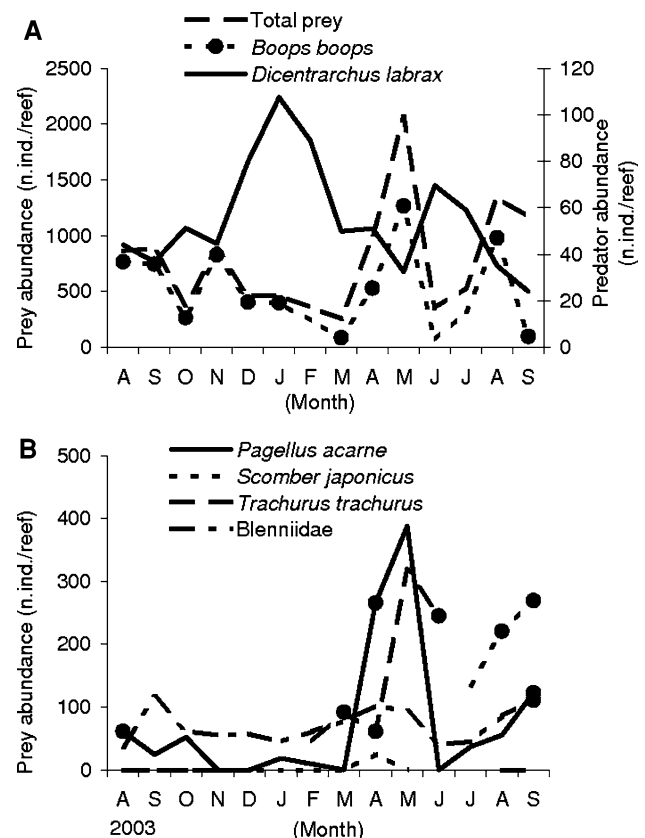 A
Total prey
Boops boops
Dicentrarchus labrax
Prey abundance (n.ind./reef)
2500
2000
1500
1000
500
0
120
100
80
60
40
20
0
Predator abundance
(n.ind./reef)
A S O N D J F M A M J J A S
(Month)
B
Pagellus acarne
Scomber japonicus
Trachurus trachurus
Blenniidae
Prey abundance (n.ind./reef)
500
400
300
200
100
0
A S O N D J F M A M J J A S
2003 (Month)